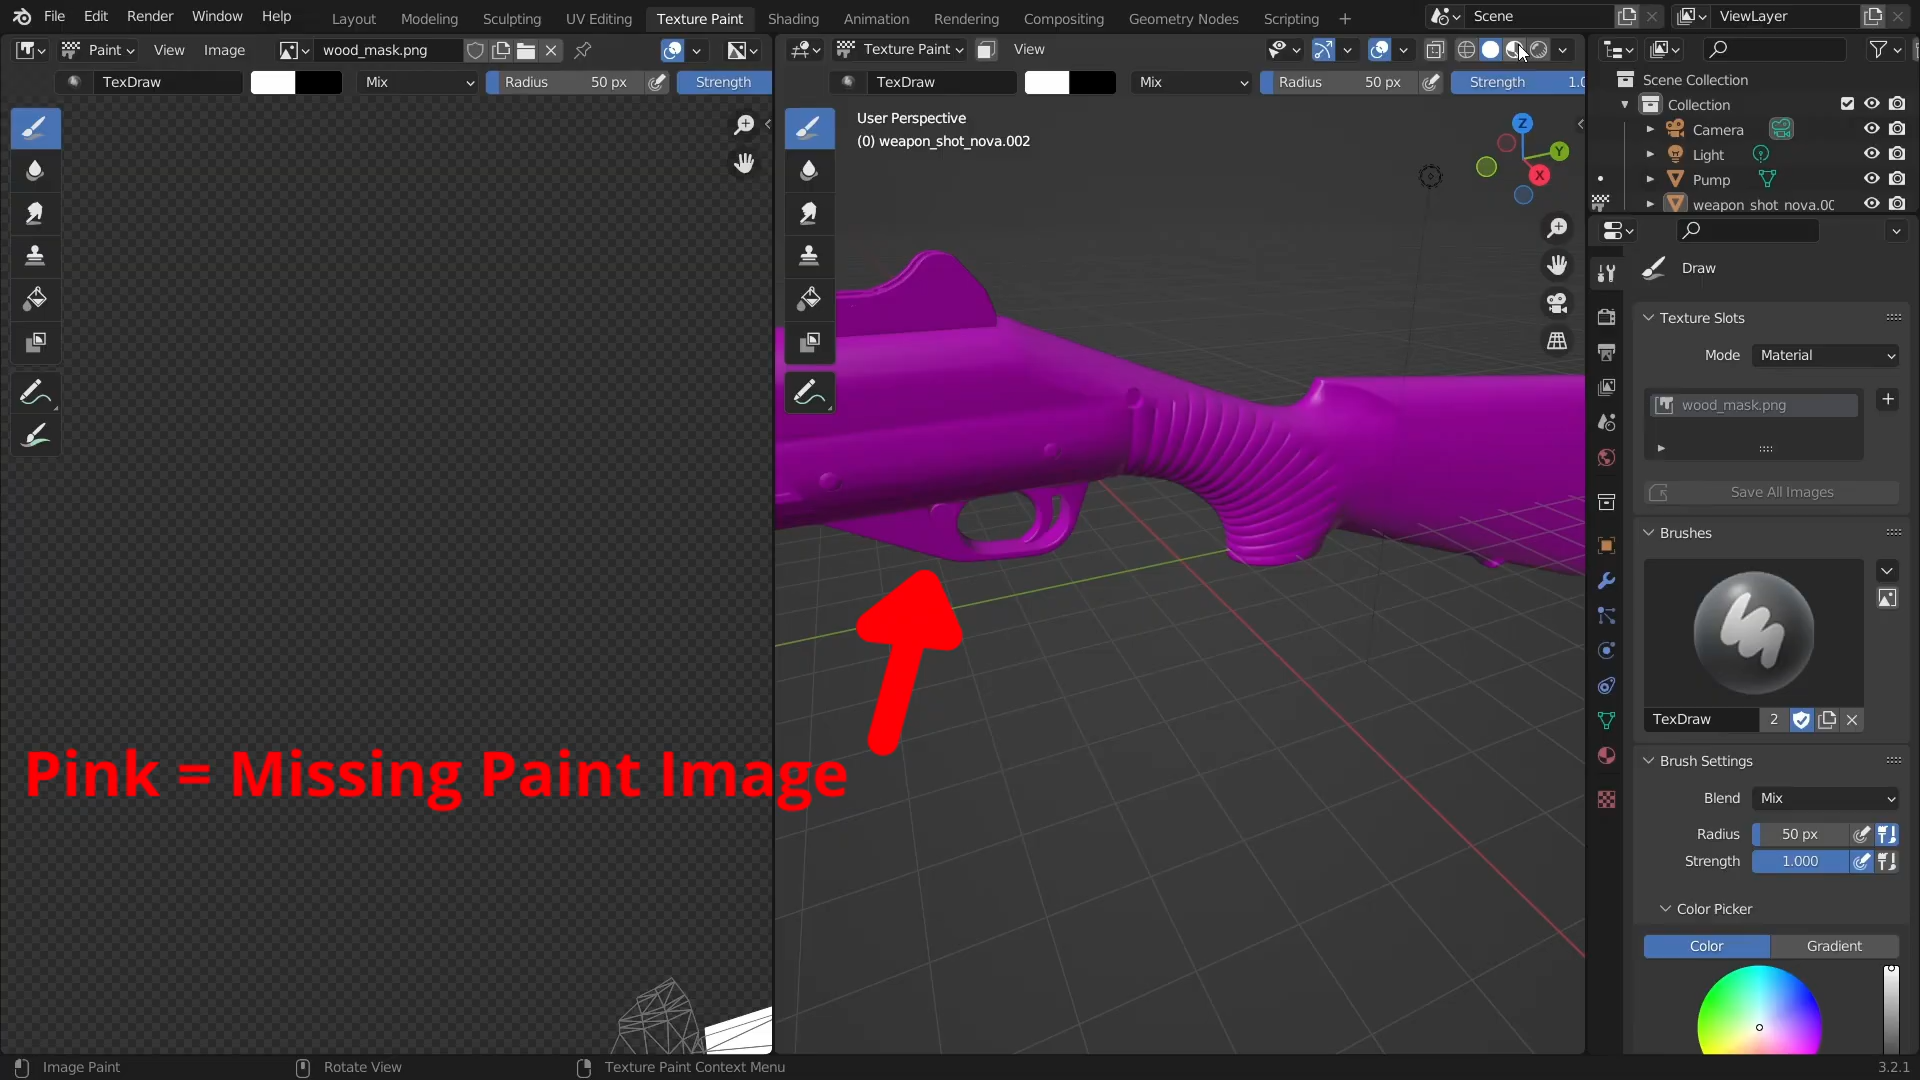 File Edit Render Window Help Layout Modeling Sculpting UV Editing Texture Paint Shading Animation Rendering Compositing Geometry Nodes Scripting Scene ViewLayer
Paint View Image wood_mask.png Texture Paint View
TexDraw Mix Radius 50 px Strength TexDraw Mix Radius 50 px Strength 1.0
User Perspective
(0) weapon_shot_nova.002
Z
Y
X
Scene Collection
Collection
Camera
Light
Pump
weapon_shot_nova.00
Draw
Texture Slots
Mode Material
wood_mask.png
Save All Images
Brushes
TexDraw 2
Brush Settings
Blend Mix
Radius 50 px
Strength 1.000
Color Picker
Color Gradient
Pink = Missing Paint Image
Image Paint Rotate View Texture Paint Context Menu 3.2.1